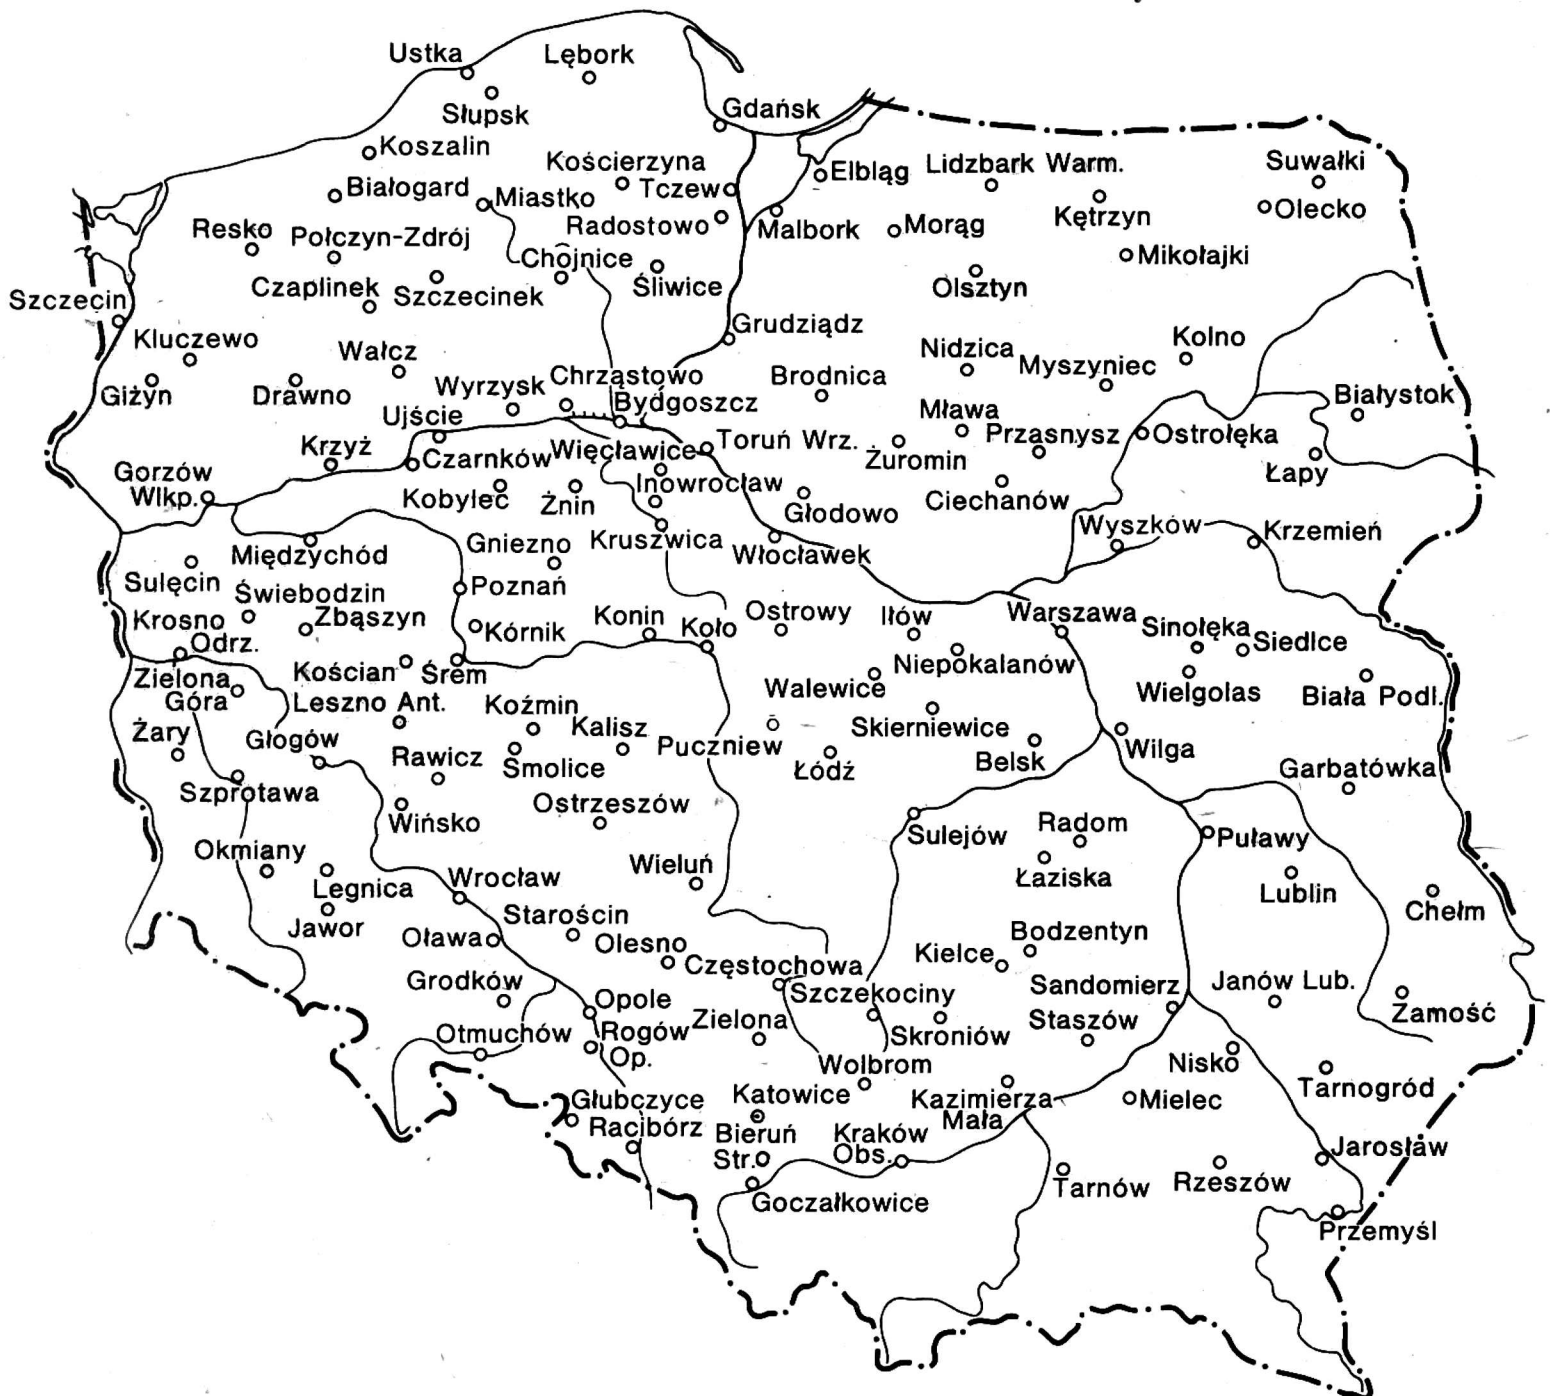 Ustka
Lębork
Słupsk
Gdańsk
Koszalin
Kościerzyna
Elbląg
Lidzbark Warm.
Suwałki
Białogard
Miastko
Tczew
Kętrzyn
Olecko
Resko
Połczyn-Zdrój
Radostowo
Malbork
Morąg
Mikołajki
Chojnice
Czaplinek
Szczecinek
Śliwice
Olsztyn
Szczecin
Kluczewo
Wałcz
Grudziądz
Nidzica
Kolno
Giżyn
Drawno
Wyrzysk
Chrząstowo
Brodnica
Myszyniec
Białystok
Ujście
Bydgoszcz
Mława
Krzyż
Czarnków
Więcławice
Toruń Wrz.
Żuromin
Przasnysz
Ostrołęka
Łapy
Gorzów
Wlkp.
Kobylec
Żnin
Inowrocław
Głodowo
Ciechanów
Międzychód
Gniezno
Kruszwica
Włocławek
Wyszków
Krzemień
Sulęcin
Świebodzin
Poznań
Krosno
Odrz.
Zbąszyn
Kórnik
Konin
Koło
Ostrowy
Iłów
Warszawa
Sinołęka
Siedlce
Zielona
Góra
Kościan
Śrem
Niepokalanów
Leszno Ant.
Koźmin
Kalisz
Walewice
Wielgolas
Biała Podl.
Żary
Głogów
Rawicz
Smolice
Puczniew
Łódź
Skierniewice
Belsk
Wilga
Garbatówka
Szprotawa
Wińsko
Ostrzeszów
Sulejów
Radom
Puławy
Okmiany
Legnica
Wrocław
Wieluń
Łaziska
Lublin
Chełm
Jawor
Oława
Starościn
Olesno
Kielce
Bodzentyn
Grodków
Częstochowa
Szczekociny
Sandomierz
Janów Lub.
Zamość
Otmuchów
Opole
Rogów
Op.
Zielona
Skroniów
Staszów
Wolbrom
Nisko
Tarnogród
Głubczyce
Katowice
Kazimierza
Mała
Mielec
Racibórz
Bieruń
Str.
Kraków
Obs.
Jarosław
Goczałkowice
Tarnów
Rzeszów
Przemyśl